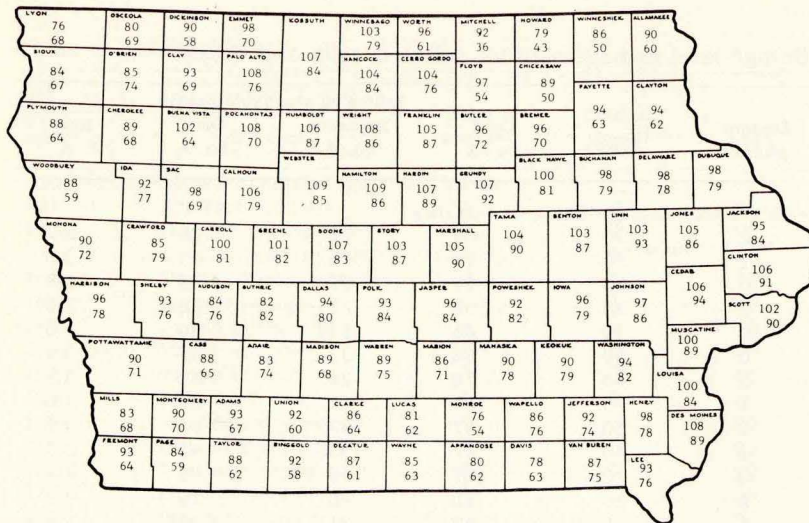 LYON 76 68
OSCEOLA 80 69
DICKINSON 90 58
EMMET 98 70
KOSSUTH 107 84
WINNEBAGO 103 79
WORTH 96 61
MITCHELL 92 36
HOWARD 79 43
WINNESHIEK 86 50
ALLAMAKEE 90 60
SIOUX 84 67
O'BRIEN 85 74
CLAY 93 69
PALO ALTO 108 76
HANCOCK 104 84
CERRO GORDO 104 76
FLOYD 97 54
CHICKASAW 89 50
FAYETTE 94 63
CLAYTON 94 62
PLYMOUTH 88 64
CHEROKEE 89 68
BUENA VISTA 102 64
POCAHONTAS 108 70
HUMBOLDT 106 87
WRIGHT 108 86
FRANKLIN 105 87
BUTLER 96 72
BREMER 96 70
WOODBURY 88 59
IDA 92 77
SAC 98 69
CALHOUN 106 79
WEBSTER 109 85
HAMILTON 109 86
HARDIN 107 89
GRUNDY 107 92
BLACK HAWK 100 81
BUCHANAN 98 79
DELAWARE 98 78
DUBUQUE 98 79
MONONA 90 72
CRAWFORD 85 79
CARROLL 100 81
GREENE 101 82
BOONE 107 83
STORY 103 87
MARSHALL 105 90
TAMA 104 90
BENTON 103 87
LINN 103 93
JONES 105 86
JACKSON 95 84
CLINTON 106 91
CEDAR 106 94
SCOTT 102 90
HARRISON 96 78
SHELBY 93 76
AUDUBON 84 76
GUTHRIE 82 82
DALLAS 94 80
POLK 93 84
JASPER 96 84
POWESHIEK 92 82
IOWA 96 79
JOHNSON 97 86
MUSCATINE 100 89
POTTAWATTAMIE 90 71
CASS 88 65
ADAIR 83 74
MADISON 89 68
WARREN 89 75
MARION 86 71
MAHASKA 90 78
KEOKUK 90 79
WASHINGTON 94 82
LOUISA 100 84
MILLS 83 68
MONTGOMERY 90 70
ADAMS 93 67
UNION 92 60
CLARKE 86 64
LUCAS 81 62
MONROE 76 54
WAPELLO 86 76
JEFFERSON 92 74
HENRY 98 78
DES MOINES 108 89
FREMONT 93 64
PAGE 84 59
TAYLOR 88 62
RINGGOLD 92 58
DECATUR 87 61
WAYNE 85 63
APPANOOSE 80 62
DAVIS 78 63
VAN BUREN 87 75
LEE 93 76